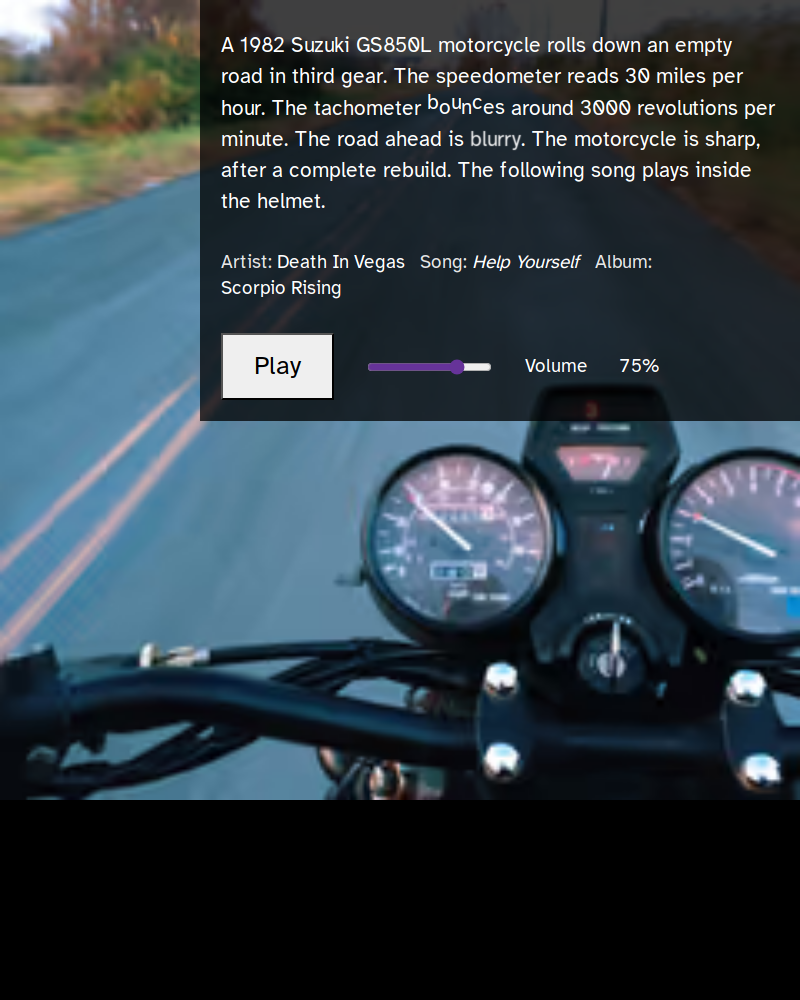 A 1982 Suzuki GS850L motorcycle rolls down an empty
road in third gear. The speedometer reads 30 miles per
hour. The tachometer bounces around 3000 revolutions per
minute. The road ahead is blurry. The motorcycle is sharp,
after a complete rebuild. The following song plays inside
the helmet.
Artist: Death In Vegas Song: Help Yourself Album:
Scorpio Rising
Play Volume 75%
3